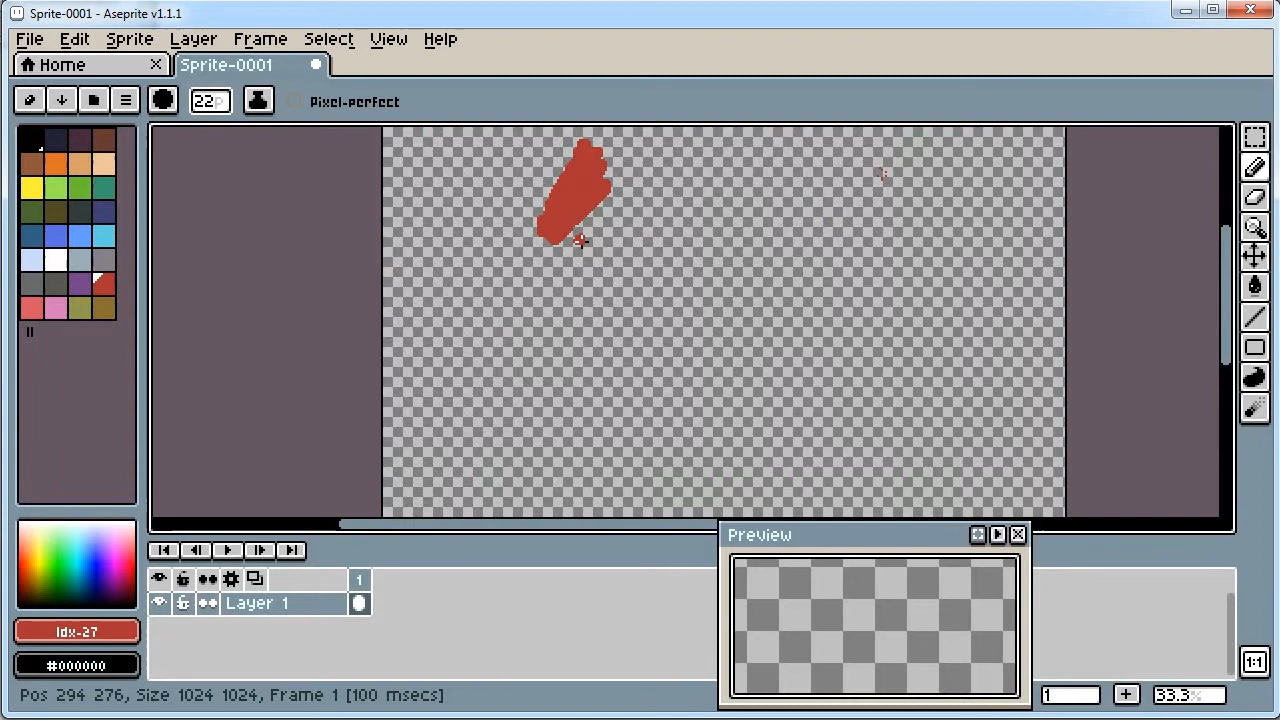 Sprite-0001 - Aseprite v1.1.1
File Edit Sprite Layer Frame Select View Help
Home Sprite-0001
22p Pixel-perfect
Preview
1
Layer 1
Idx-27
#000000
1:1
Pos 294 276, Size 1024 1024, Frame 1 [100 msecs] 1 + 33.3%